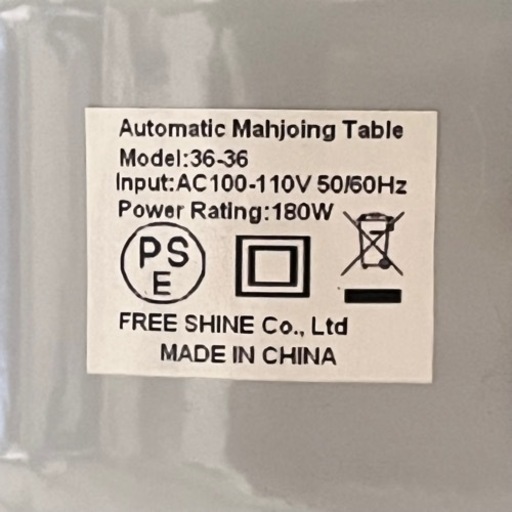 Automatic Mahjoing Table
Model:36-36
Input:AC100-110V 50/60Hz
Power Rating:180W
PS
E
FREE SHINE Co., Ltd
MADE IN CHINA